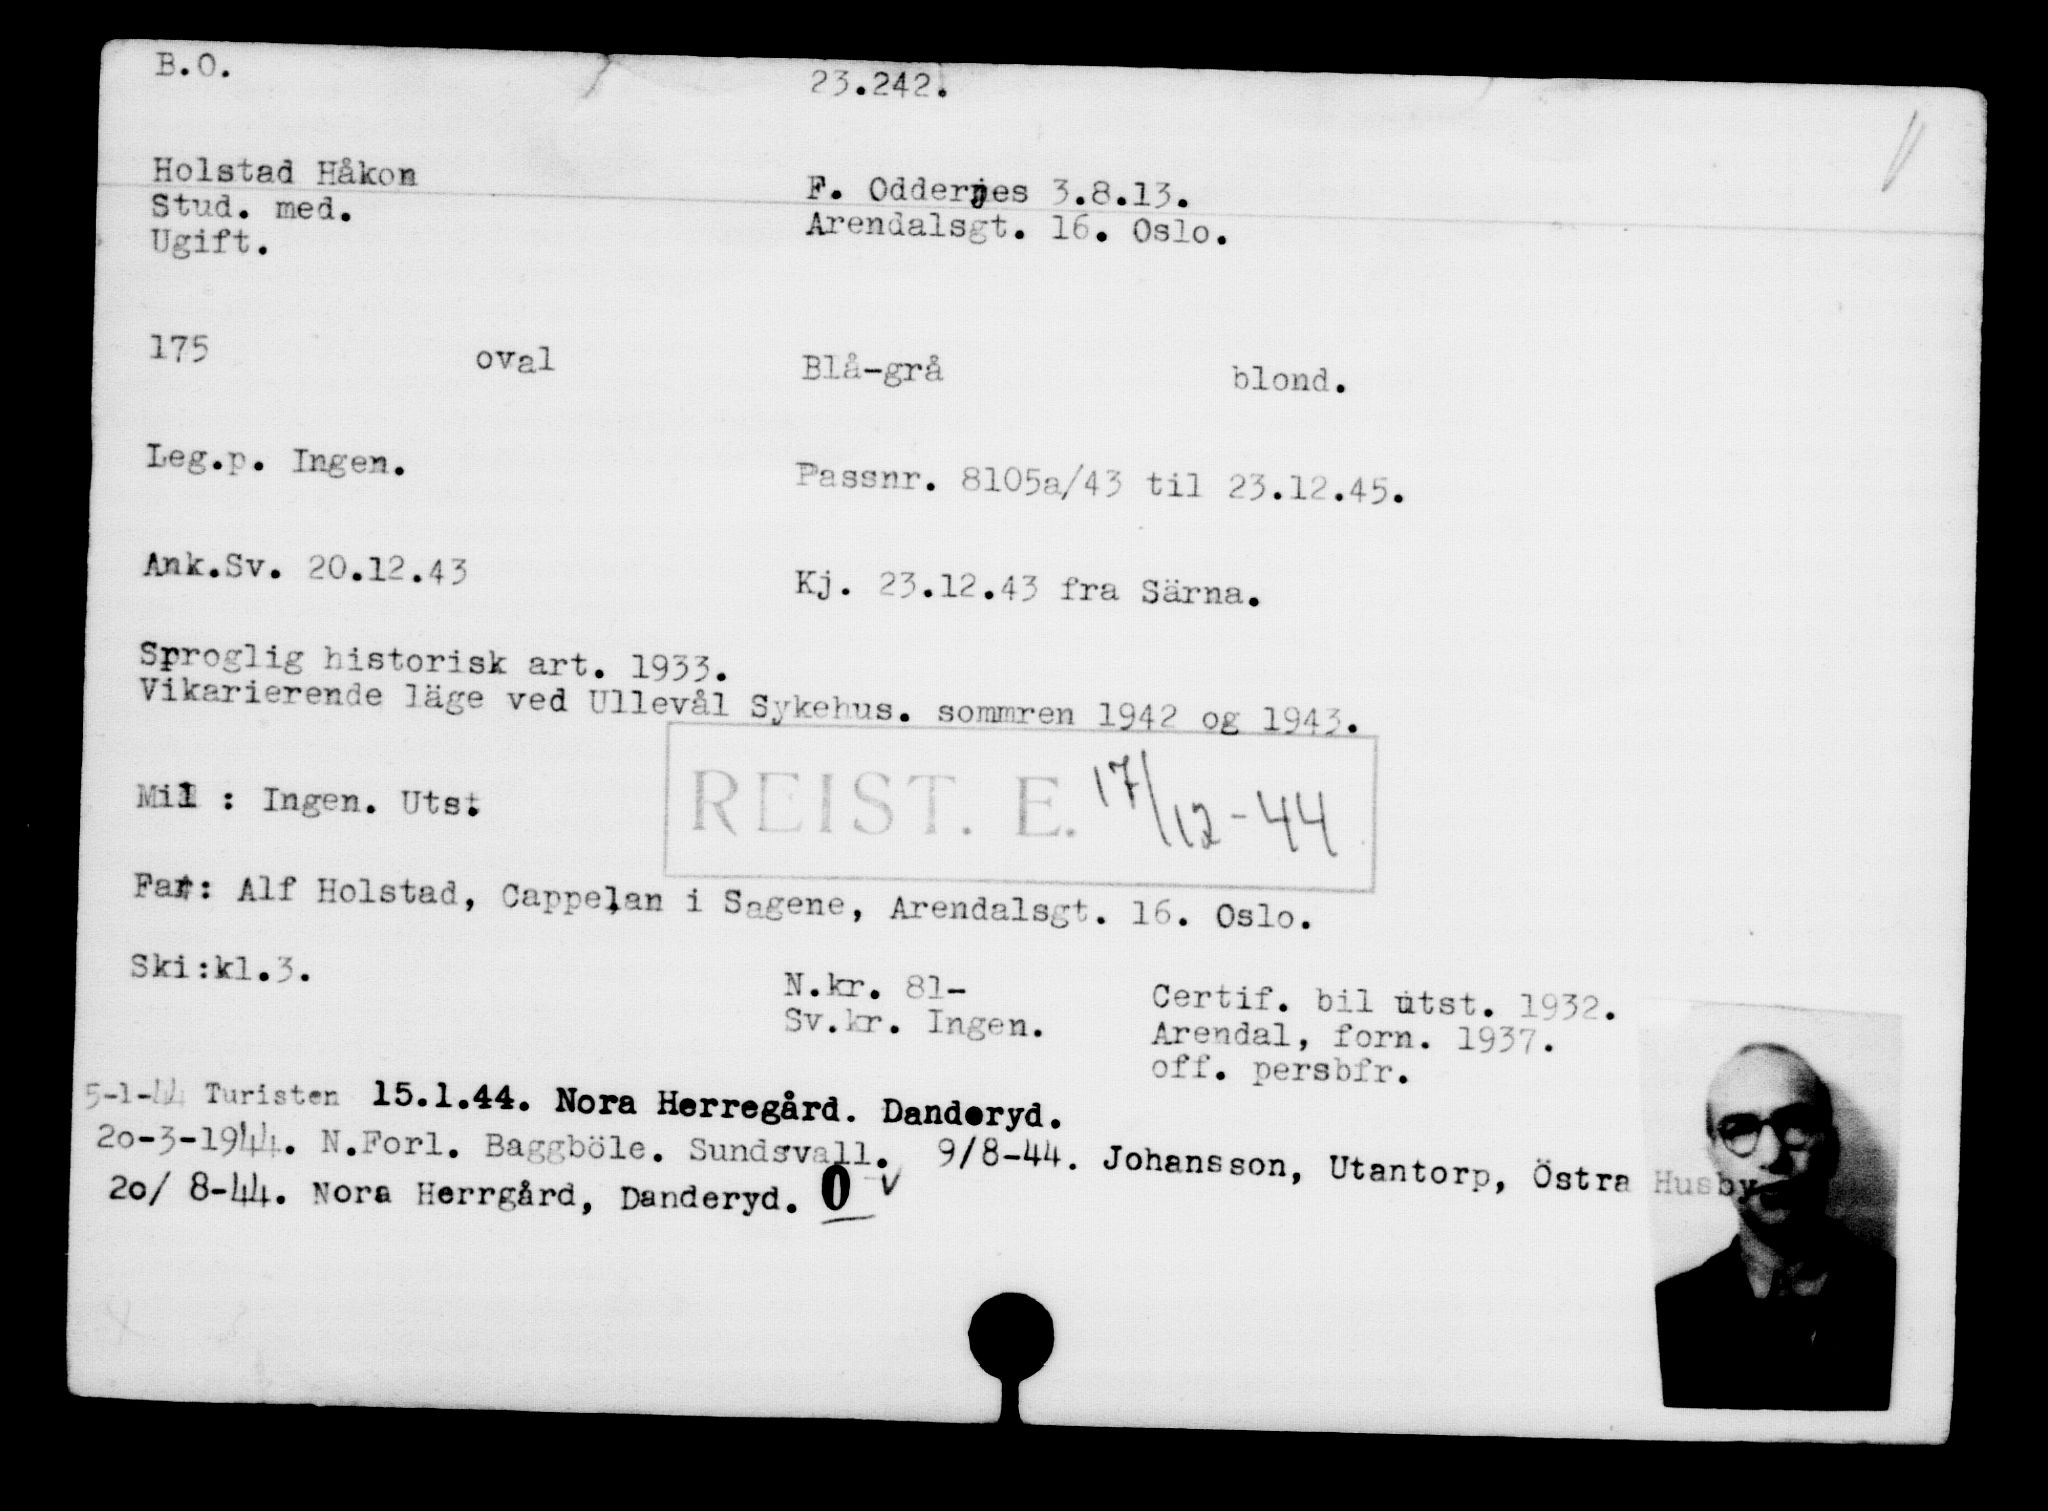 B.O.
23.242.
Holstad Håkon
F. Oddernes 3.8.13.
Stud. med.
Arendalsgt. 16. Oslo.
Ugift.
175 oval Blå-grå blond.
Leg.p. Ingen.
Passnr. 8105a/43 til 23.12.45.
Ank.Sv. 20.12.43
Kj. 23.12.43 fra Särna.
Sproglig historisk art. 1933.
Vikarierende läge ved Ullevål Sykehus. sommren 1942 og 1943.
REIST. E. 17/12-44
Mil : Ingen. Utst
Far: Alf Holstad, Cappelan i Sagene, Arendalsgt. 16. Oslo.
Ski:kl.3.
N.kr. 81-
Sv.kr. Ingen.
Certif. bil utst. 1932.
Arendal, forn. 1937.
off. persbfr.
5-1-44 Turisten 15.1.44. Nora Herregård. Danderyd.
20-3-1944. N.Forl. Baggböle. Sundsvall. 9/8-44. Johansson, Utantorp, Östra Husby
20/ 8-44. Nora Herrgård, Danderyd. 0 V